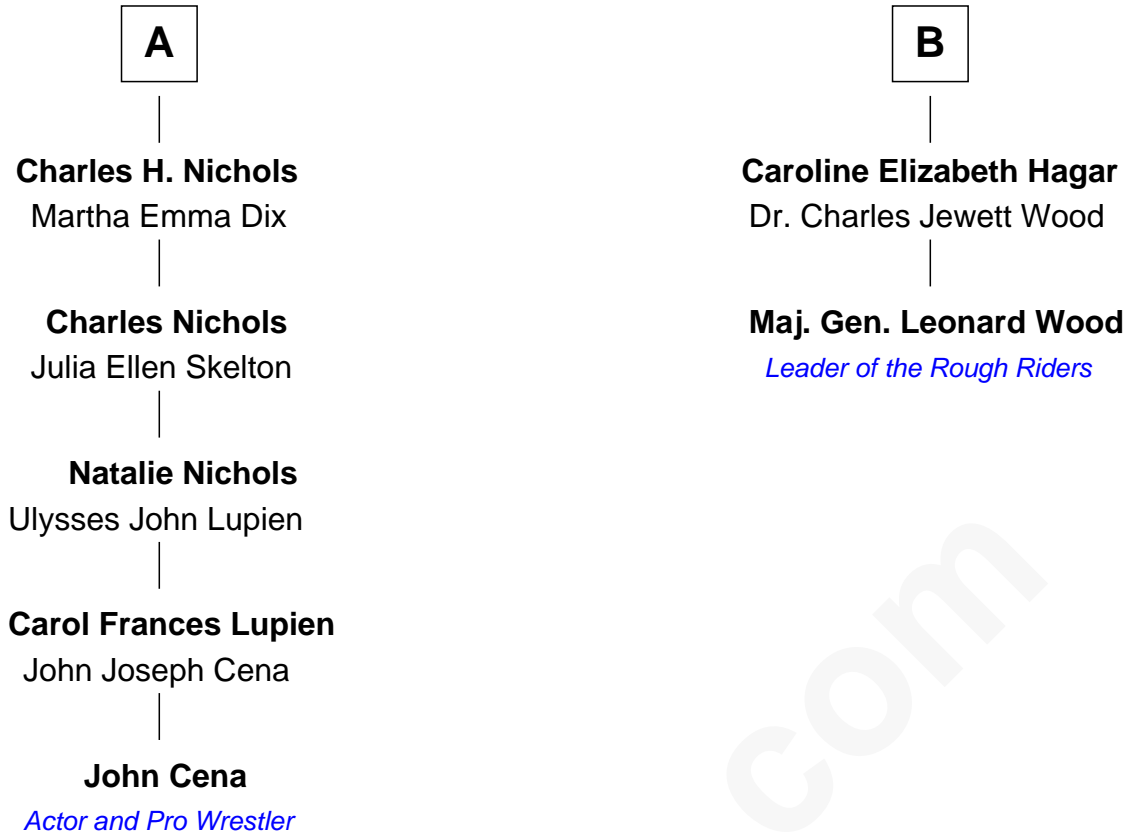 A
Charles H. Nichols
Martha Emma Dix
Charles Nichols
Julia Ellen Skelton
Natalie Nichols
Ulysses John Lupien
Carol Frances Lupien
John Joseph Cena
John Cena
Actor and Pro Wrestler
B
Caroline Elizabeth Hagar
Dr. Charles Jewett Wood
Maj. Gen. Leonard Wood
Leader of the Rough Riders
com